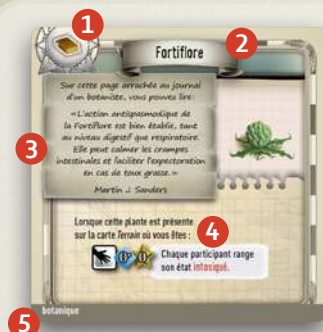 1
Fortiflore
2
Sur cette page arrachée au journal
d'un botaniste, vous pouvez lire:
«L'action antispasmodique de
la Fortiflore est bien établie, tant
au niveau digestif que respiratoire.
Elle peut calmer les crampes
intestinales et faciliter l'expectoration
en cas de toux grasse.»
Martin J. Sanders
3
Lorsque cette plante est présente
sur la carte Terrain où vous êtes :
4
0 0 Chaque participant range
son état intoxiqué.
5
botanique